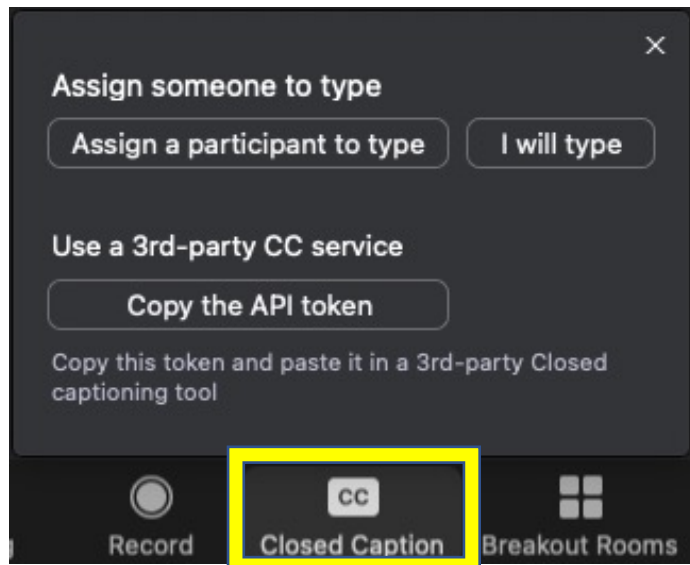 Assign someone to type
Assign a participant to type
I will type
Use a 3rd-party CC service
Copy the API token
Copy this token and paste it in a 3rd-party Closed
captioning tool
CC
Record
Closed Caption
Breakout Rooms